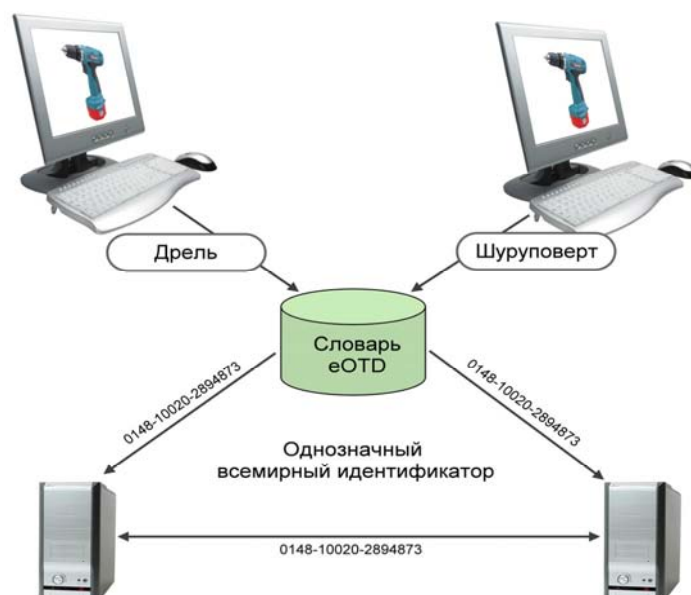 Дрель
Шуруповерт
Словарь
eOTD
0148-10020-2894873
0148-10020-2894873
Однозначный
всемирный идентификатор
0148-10020-2894873